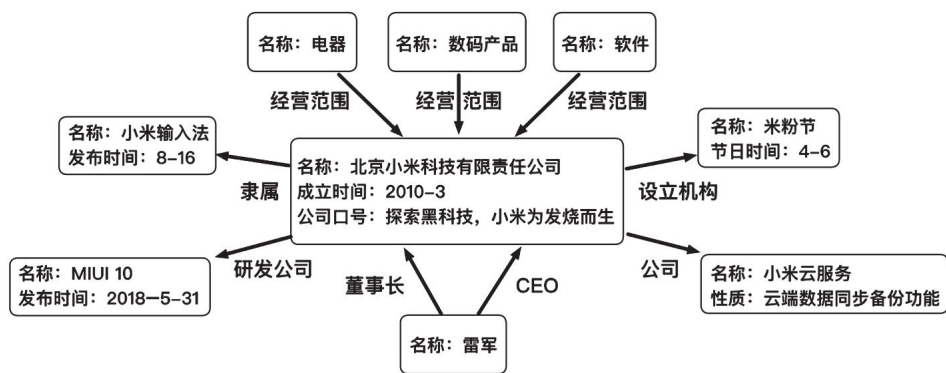 名称：电器
名称：数码产品
名称：软件
经营范围
经营范围
经营范围
名称：小米输入法
发布时间：8-16
名称：米粉节
节日时间：4-6
名称：北京小米科技有限责任公司
成立时间：2010-3
公司口号：探索黑科技，小米为发烧而生
隶属
设立机构
研发公司
公司
名称：MIUI 10
发布时间：2018—5-31
董事长
CEO
名称：小米云服务
性质：云端数据同步备份功能
名称：雷军